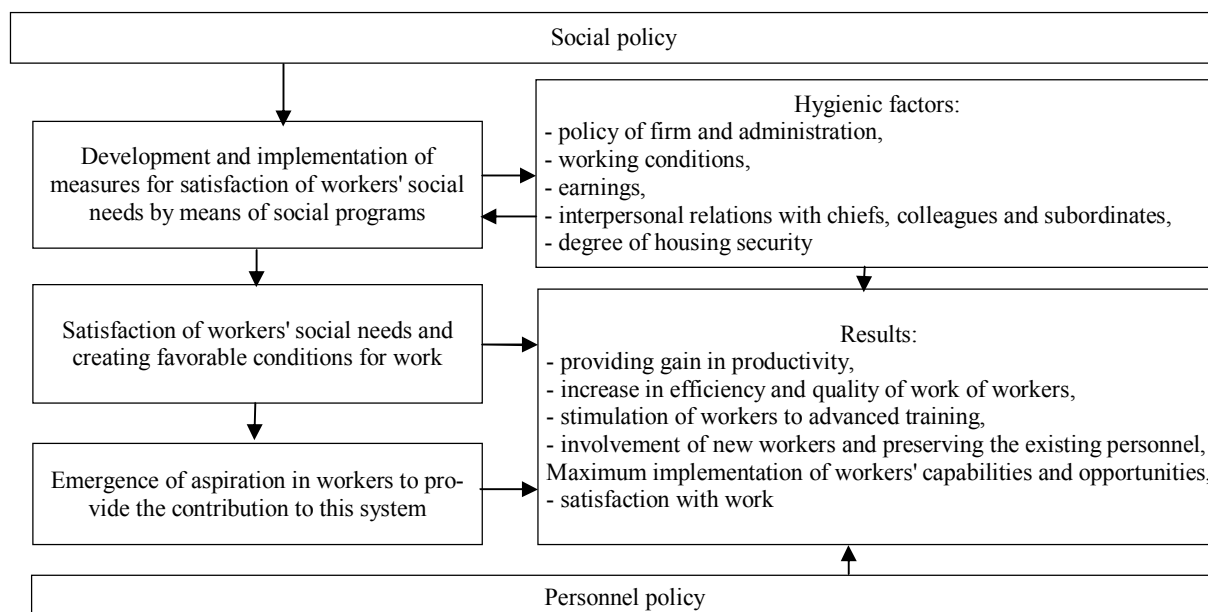 Social policy
Development and implementation of
measures for satisfaction of workers' social
needs by means of social programs
Hygienic factors:
- policy of firm and administration,
- working conditions,
- earnings,
- interpersonal relations with chiefs, colleagues and subordinates,
- degree of housing security
Satisfaction of workers' social needs and
creating favorable conditions for work
Results:
- providing gain in productivity,
- increase in efficiency and quality of work of workers,
- stimulation of workers to advanced training,
- involvement of new workers and preserving the existing personnel,
Maximum implementation of workers' capabilities and opportunities,
- satisfaction with work
Emergence of aspiration in workers to pro-
vide the contribution to this system
Personnel policy